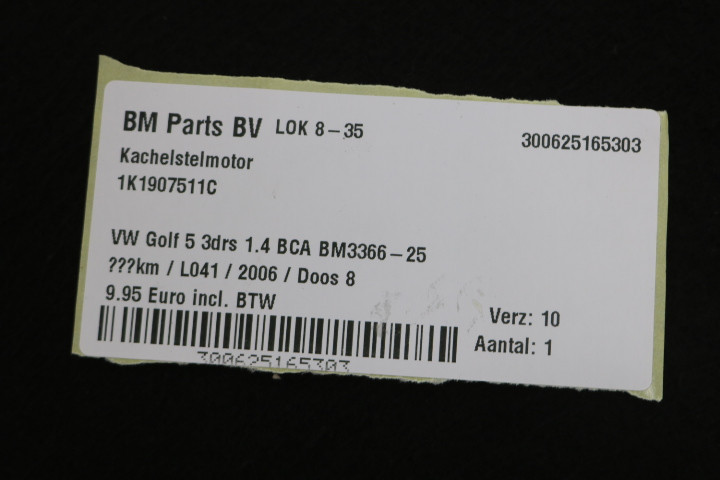 BM Parts BV LOK 8-35
300625165303
Kachelstelmotor
1K1907511C
VW Golf 5 3drs 1.4 BCA BM3366-25
???km / L041 / 2006 / Doos 8
9.95 Euro incl. BTW
Verz: 10
Aantal: 1
300625165303